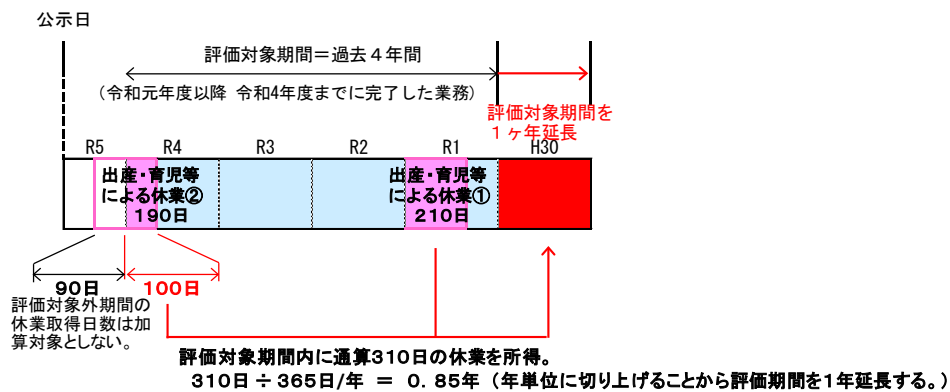 公示日
評価対象期間＝過去４年間
（令和元年度以降 令和4年度までに完了した業務）
評価対象期間を
１ヶ年延長
R5
R4
R3
R2
R1
H30
出産・育児等
による休業②
190日
出産・育児等
による休業①
210日
90日
100日
評価対象外期間の
休業取得日数は加
算対象としない。
評価対象期間内に通算310日の休業を所得。
310日÷365日/年 ＝ 0.85年（年単位に切り上げることから評価期間を1年延長する。）